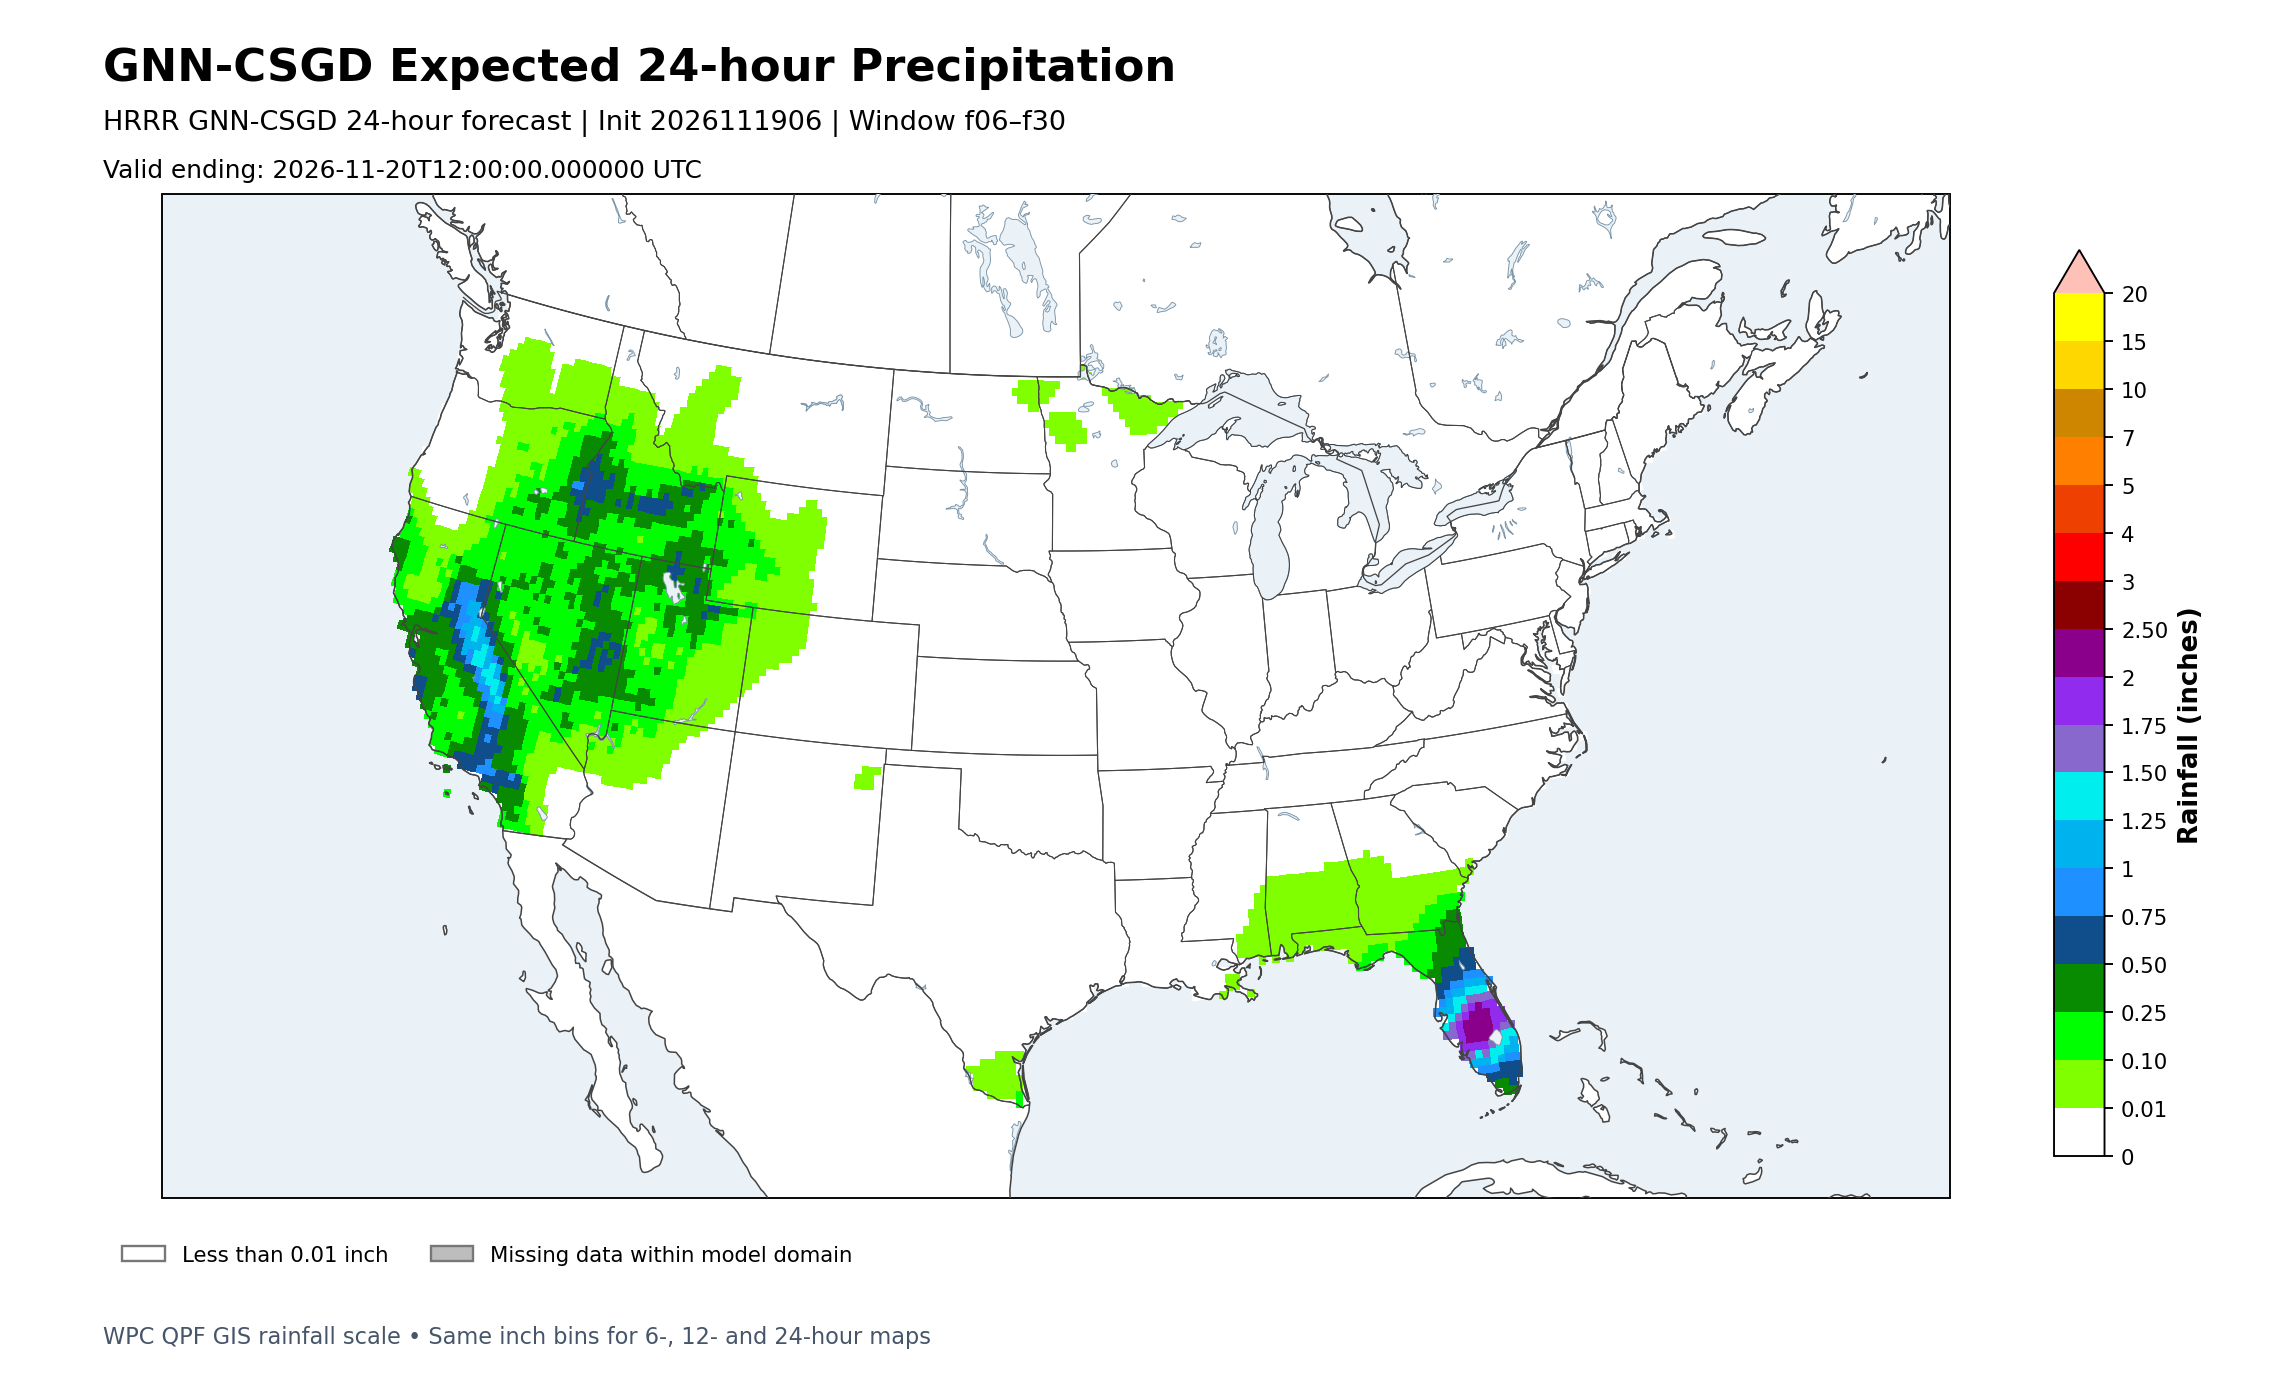 GNN-CSGD Expected 24-hour Precipitation
HRRR GNN-CSGD 24-hour forecast | Init 2026111906 | Window f06–f30
Valid ending: 2026-11-20T12:00:00.000000 UTC
20
15
10
7
5
4
3
2.50
2
1.75
1.50
1.25
1
0.75
0.50
0.25
0.10
0.01
0
Rainfall (inches)
Less than 0.01 inch
Missing data within model domain
WPC QPF GIS rainfall scale • Same inch bins for 6-, 12- and 24-hour maps